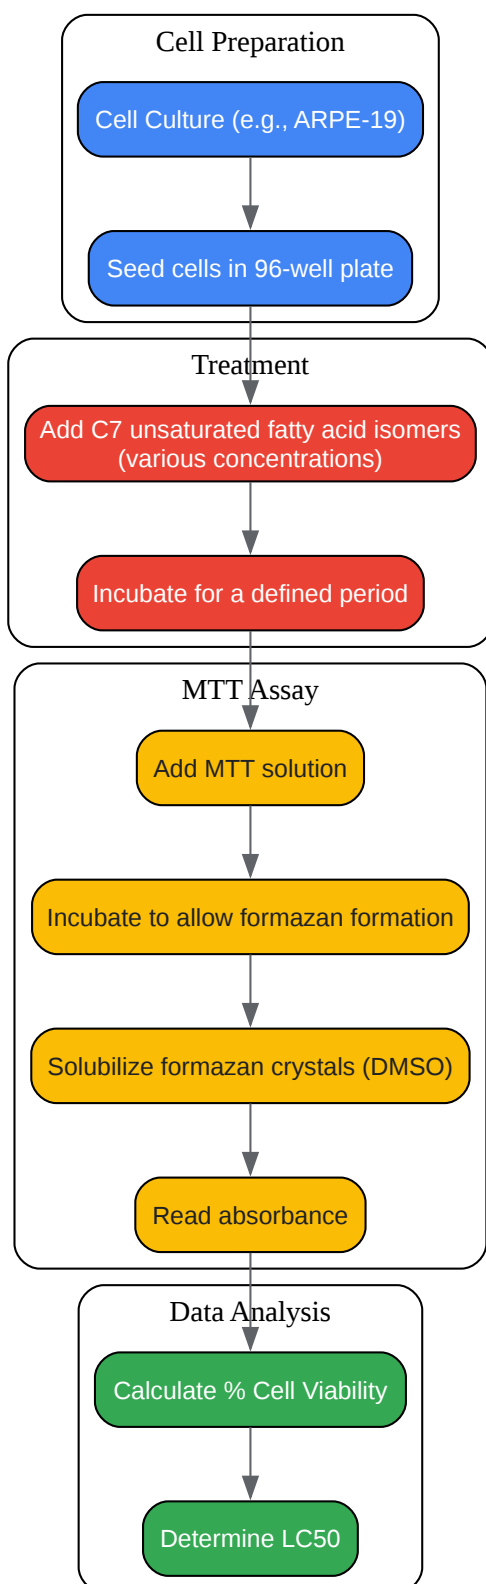 Cell Preparation
Cell Culture (e.g., ARPE-19)
Seed cells in 96-well plate
Treatment
Add C7 unsaturated fatty acid isomers
(various concentrations)
Incubate for a defined period
MTT Assay
Add MTT solution
Incubate to allow formazan formation
Solubilize formazan crystals (DMSO)
Read absorbance
Data Analysis
Calculate % Cell Viability
Determine LC50